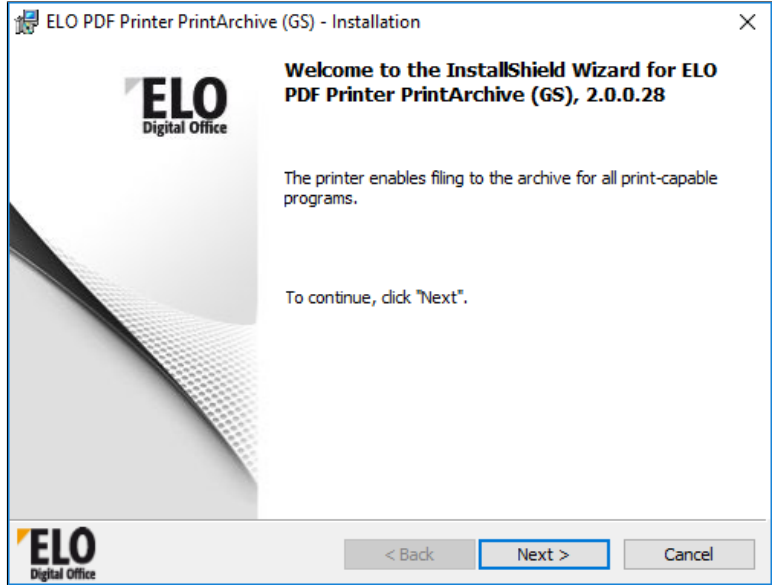 ELO PDF Printer PrintArchive (GS) - Installation
ELO
Digital Office
Welcome to the InstallShield Wizard for ELO
PDF Printer PrintArchive (GS), 2.0.0.28
The printer enables filing to the archive for all print-capable
programs.
To continue, click "Next".
ELO
Digital Office
< Back
Next >
Cancel